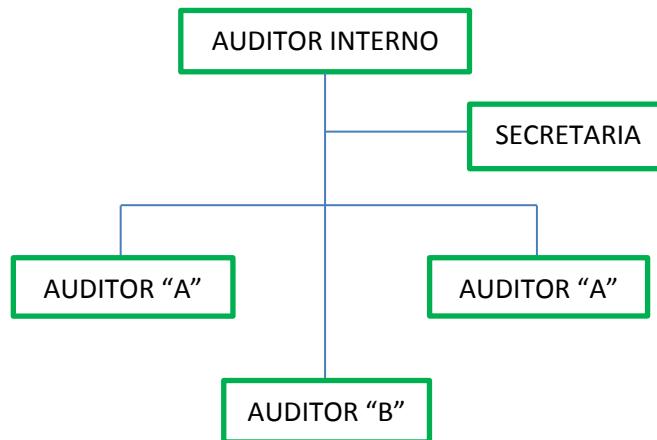 AUDITOR INTERNO
SECRETARIA
AUDITOR “A”
AUDITOR “A”
AUDITOR “B”